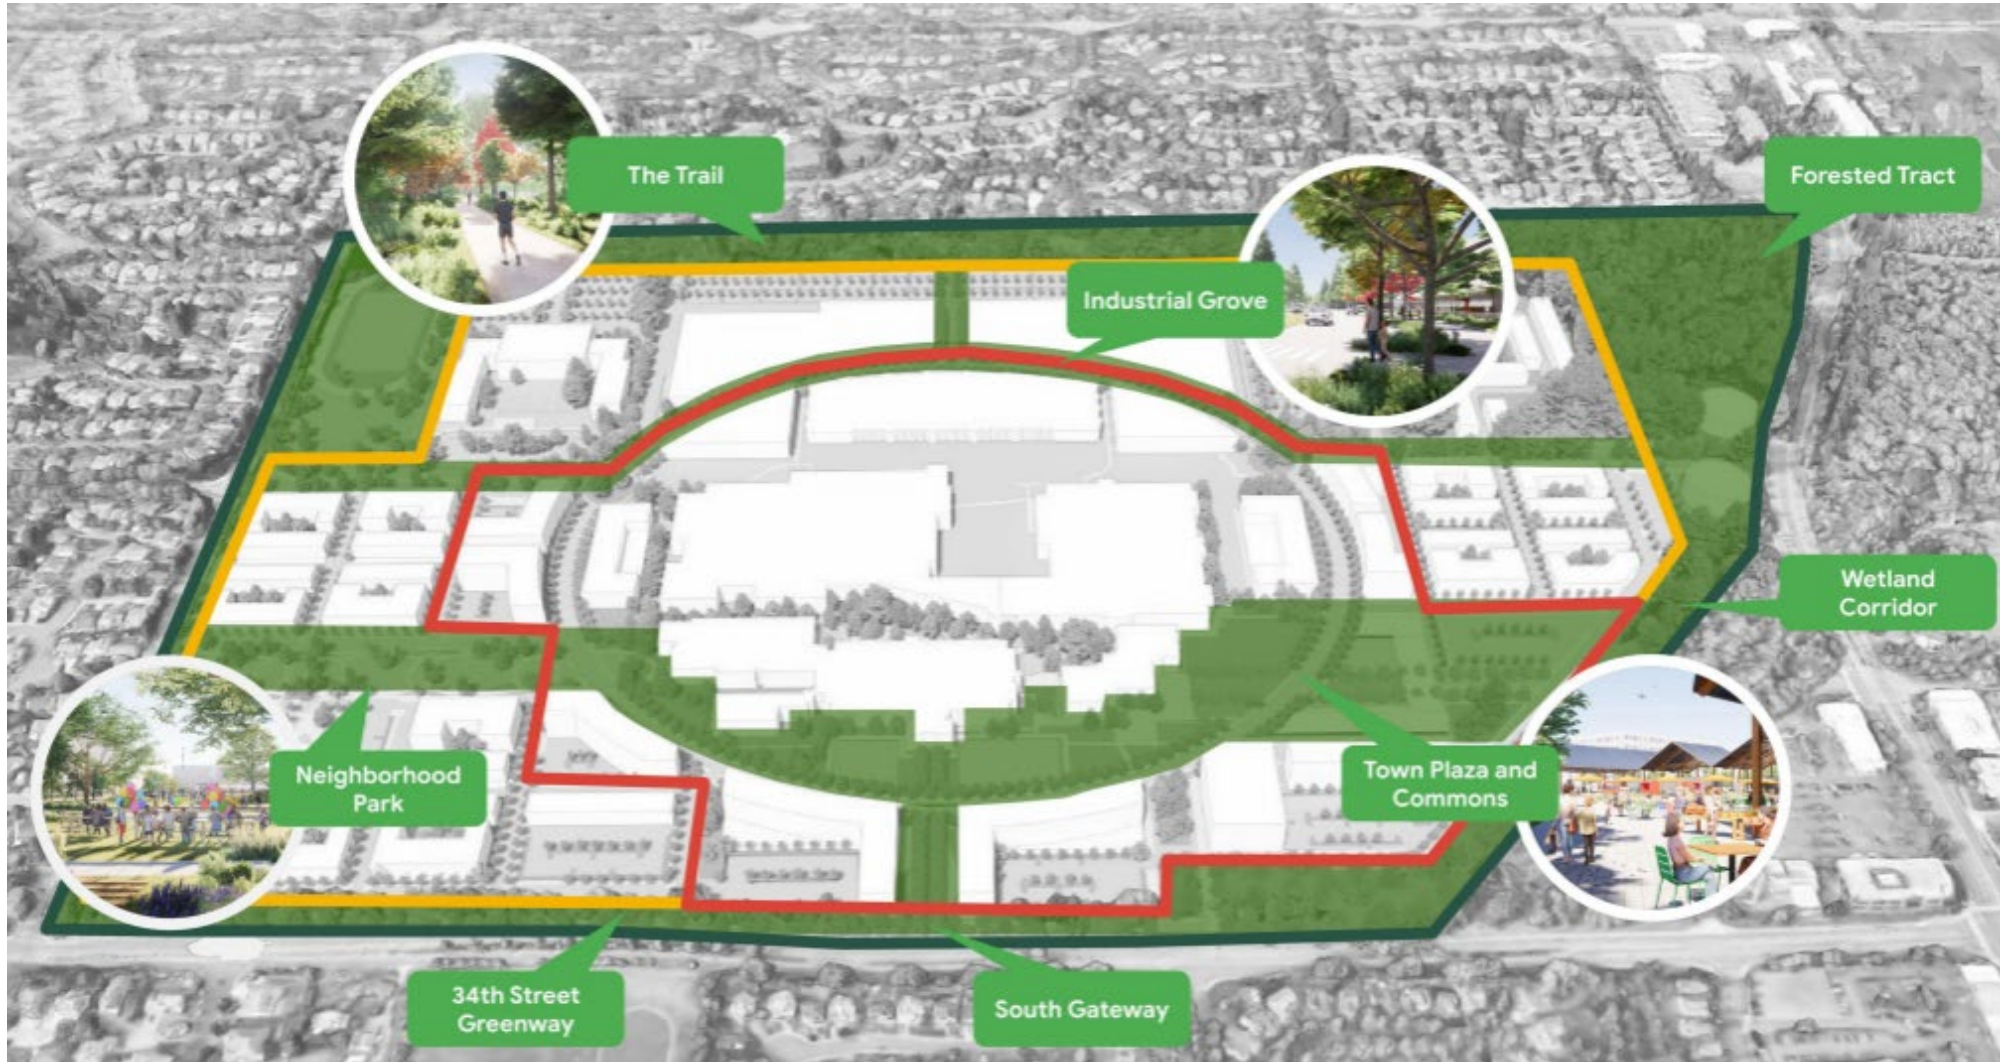 The Trail
Forested Tract
Industrial Grove
Wetland
Corridor
Neighborhood
Park
Town Plaza and
Commons
34th Street
Greenway
South Gateway